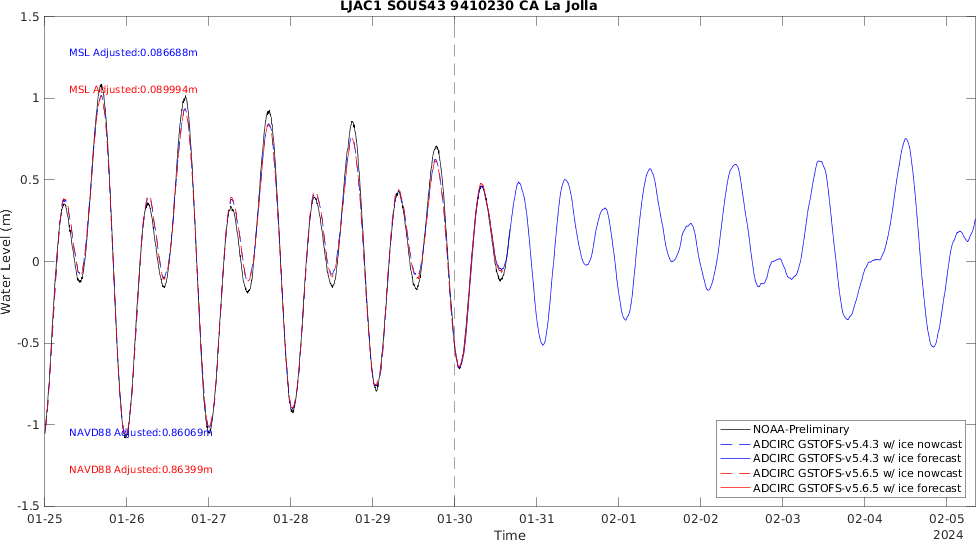 LJAC1 SOUS43 9410230 CA La Jolla
1.5
MSL Adjusted:0.086688m
MSL Adjusted:0.089994m
1
0.5
0
-0.5
-1
-1.5
Water Level (m)
NAVD88 Adjusted:0.86069m
NAVD88 Adjusted:0.86399m
NOAA-Preliminary
ADCIRC GSTOFS-v5.4.3 w/ ice nowcast
ADCIRC GSTOFS-v5.4.3 w/ ice forecast
ADCIRC GSTOFS-v5.6.5 w/ ice nowcast
ADCIRC GSTOFS-v5.6.5 w/ ice forecast
01-25 01-26 01-27 01-28 01-29 01-30 01-31 02-01 02-02 02-03 02-04 02-05
Time
2024